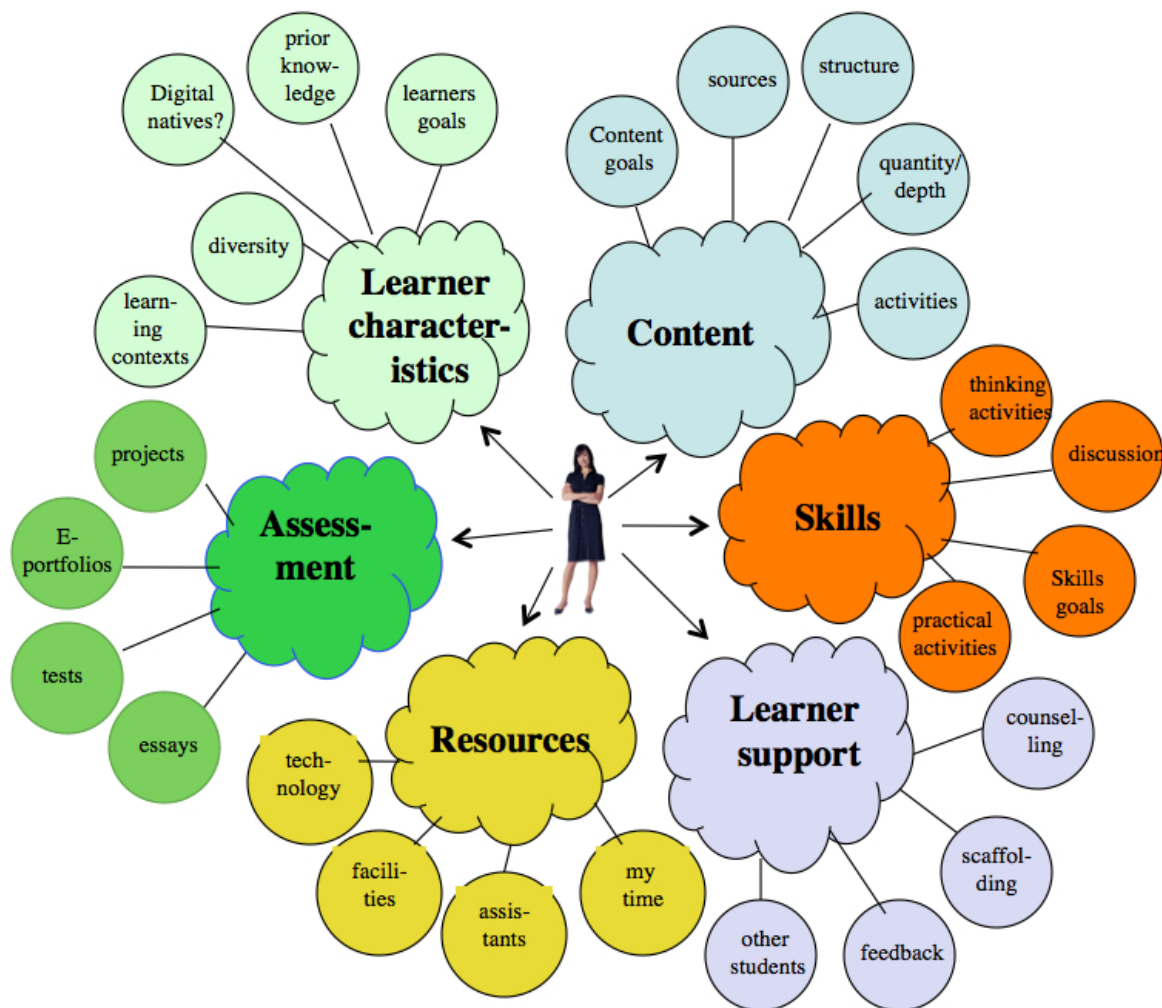 prior
know-
ledge
Digital
natives?
learners
goals
diversity
learn-
ing
contexts
Learner
character-
istics
Content
goals
sources
structure
quantity/
depth
activities
Content
thinking
activities
discussion
Skills
goals
practical
activities
Skills
projects
E-
portfolios
tests
essays
Assess-
ment
Resources
tech-
nology
facili-
ties
assis-
tants
my
time
Learner
support
counsel-
ling
scaffol-
ding
feedback
other
students